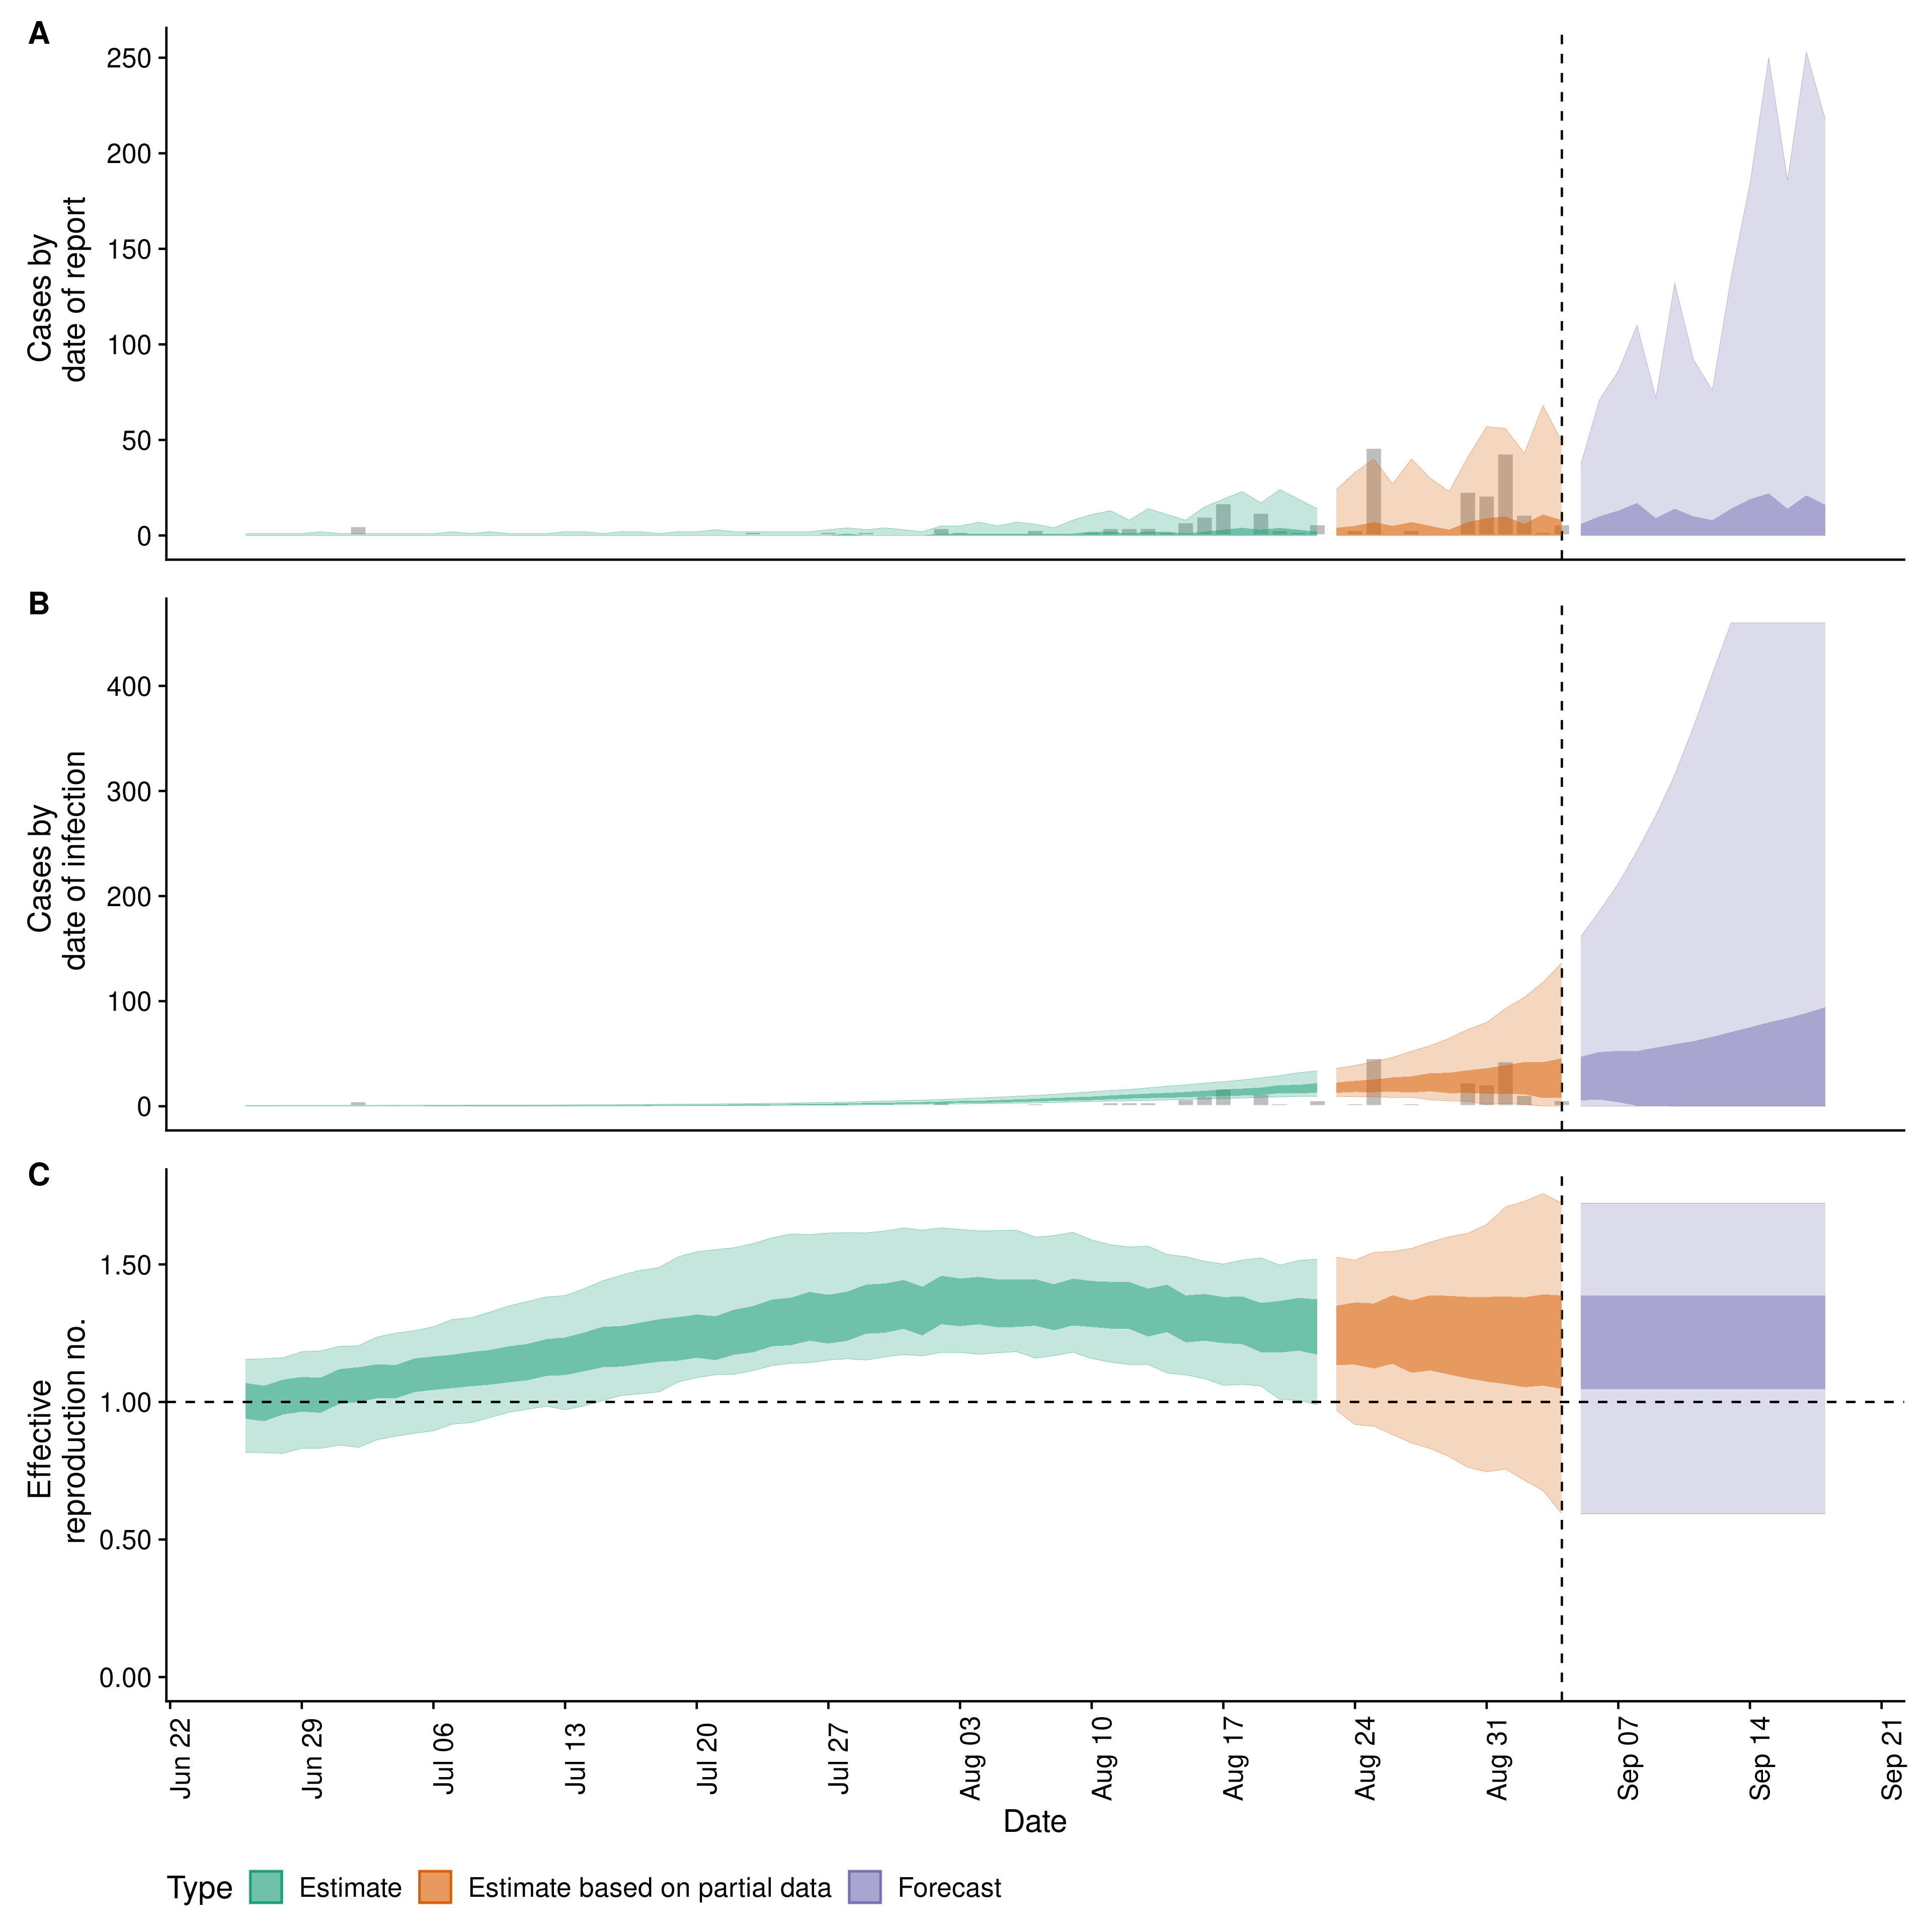 A
Cases by
date of report
250
200
150
100
50
0
B
Cases by
date of infection
400
300
200
100
0
C
Effective
reproduction no.
1.50
1.00
0.50
0.00
Jun 22
Jun 29
Jul 06
Jul 13
Jul 20
Jul 27
Aug 03
Aug 10
Aug 17
Aug 24
Aug 31
Sep 07
Sep 14
Sep 21
Date
Type Estimate Estimate based on partial data Forecast